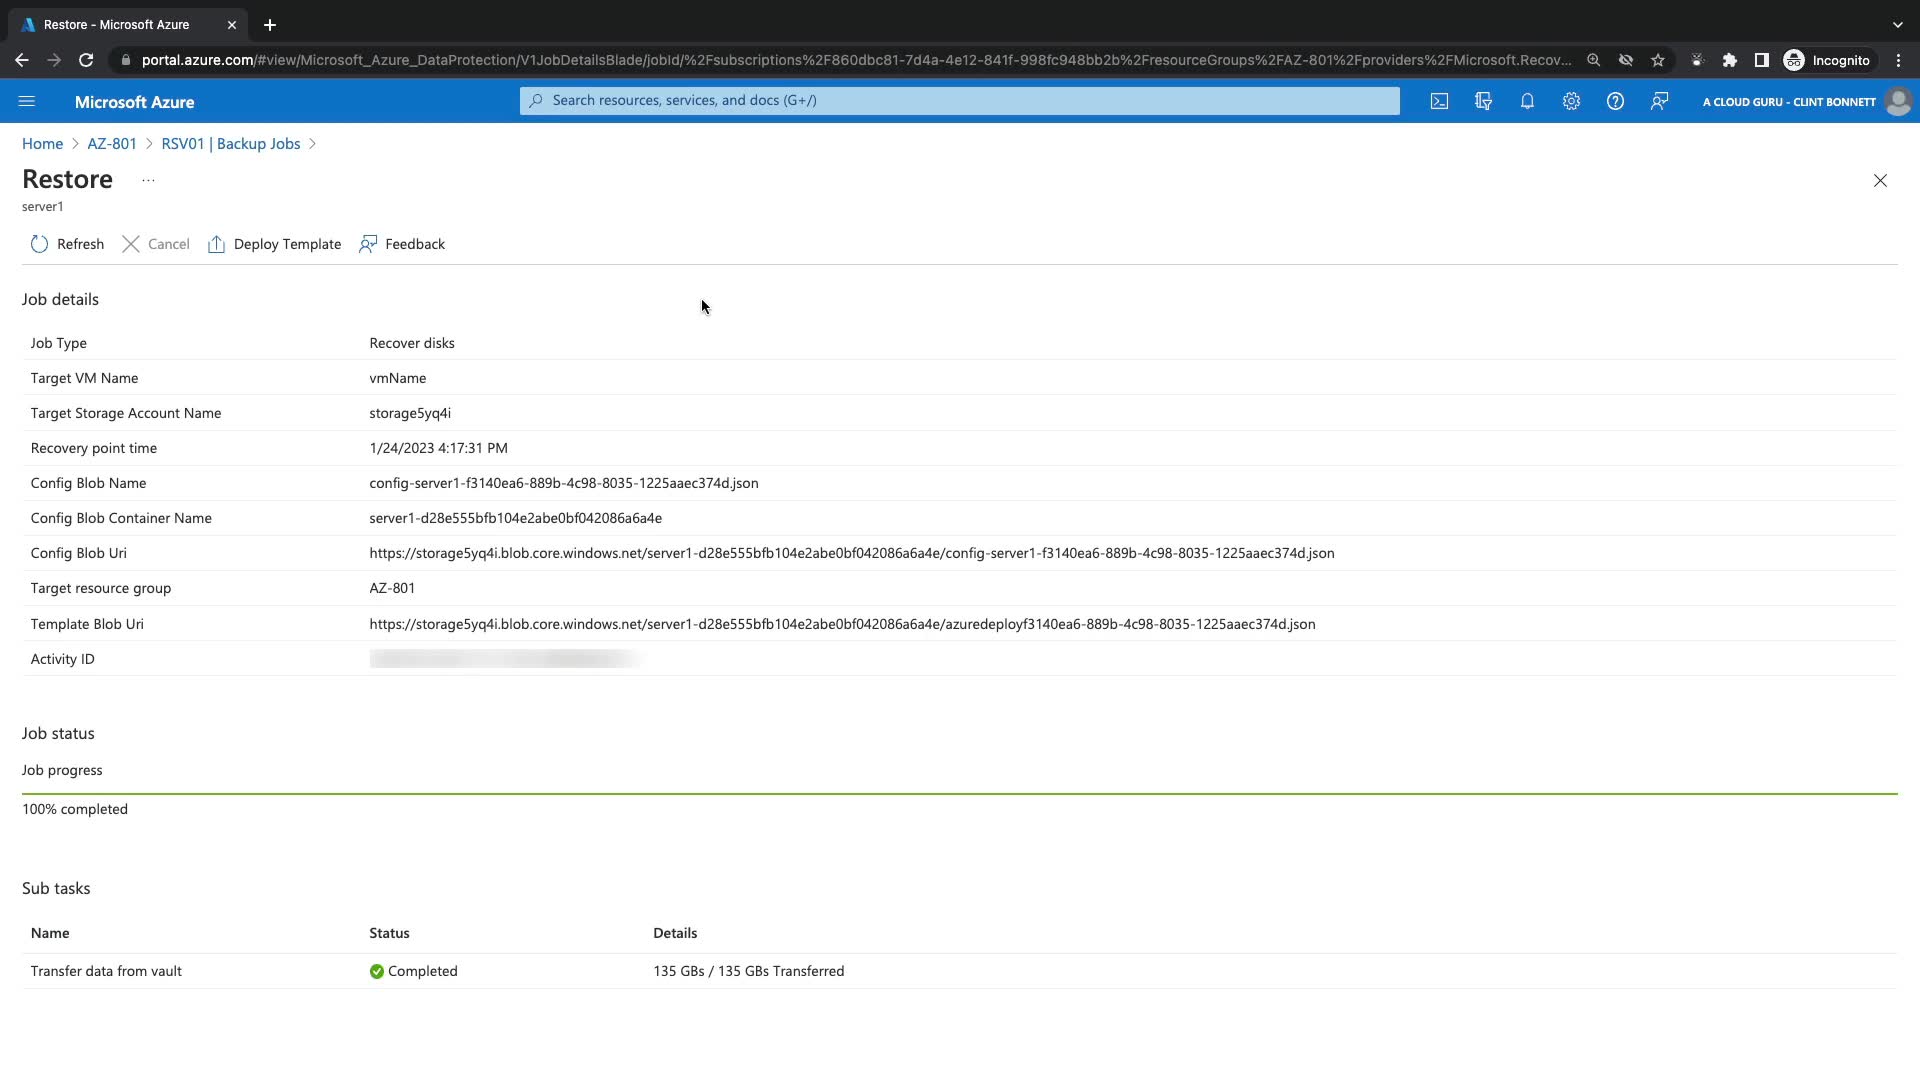 Restore - Microsoft Azure
portal.azure.com/#view/Microsoft_Azure_DataProtection/V1JobDetailsBlade/jobId/%2Fsubscriptions%2F860dbc81-7d4a-4e12-841f-998fc948bb2b%2FresourceGroups%2FAZ-801%2Fproviders%2FMicrosoft.Recov...
Incognito
Microsoft Azure
Search resources, services, and docs (G+/)
A CLOUD GURU - CLINT BONNETT
Home > AZ-801 > RSV01 | Backup Jobs >
Restore ...
server1
Refresh Cancel Deploy Template Feedback
Job details
Job Type Recover disks
Target VM Name vmName
Target Storage Account Name storage5yq4i
Recovery point time 1/24/2023 4:17:31 PM
Config Blob Name config-server1-f3140ea6-889b-4c98-8035-1225aaec374d.json
Config Blob Container Name server1-d28e555bfb104e2abe0bf042086a6a4e
Config Blob Uri https://storage5yq4i.blob.core.windows.net/server1-d28e555bfb104e2abe0bf042086a6a4e/config-server1-f3140ea6-889b-4c98-8035-1225aaec374d.json
Target resource group AZ-801
Template Blob Uri https://storage5yq4i.blob.core.windows.net/server1-d28e555bfb104e2abe0bf042086a6a4e/azuredeployf3140ea6-889b-4c98-8035-1225aaec374d.json
Activity ID
Job status
Job progress
100% completed
Sub tasks
Name Status Details
Transfer data from vault Completed 135 GBs / 135 GBs Transferred